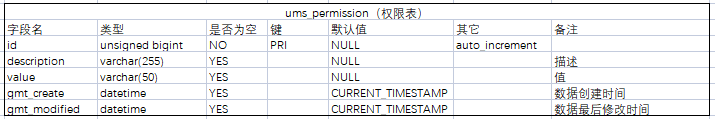 ums_permission（权限表）
字段名 类型 是否为空 键 默认值 其它 备注
id unsigned bigint NO PRI NULL auto_increment
description varchar(255) YES NULL 描述
value varchar(50) YES NULL 值
gmt_create datetime YES CURRENT_TIMESTAMP 数据创建时间
gmt_modified datetime YES CURRENT_TIMESTAMP 数据最后修改时间